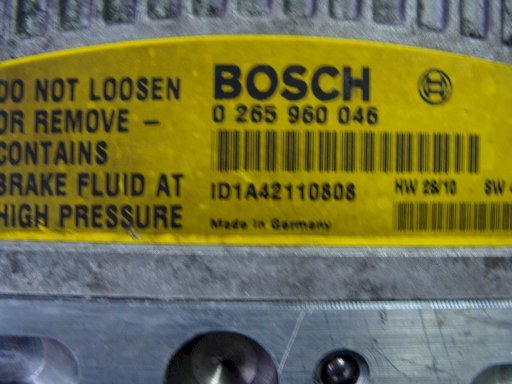 DO NOT LOOSEN
OR REMOVE –
CONTAINS
BRAKE FLUID AT
HIGH PRESSURE
BOSCH
0 265 960 046
ID1A42110808
HW 28/10 SW
Made in Germany